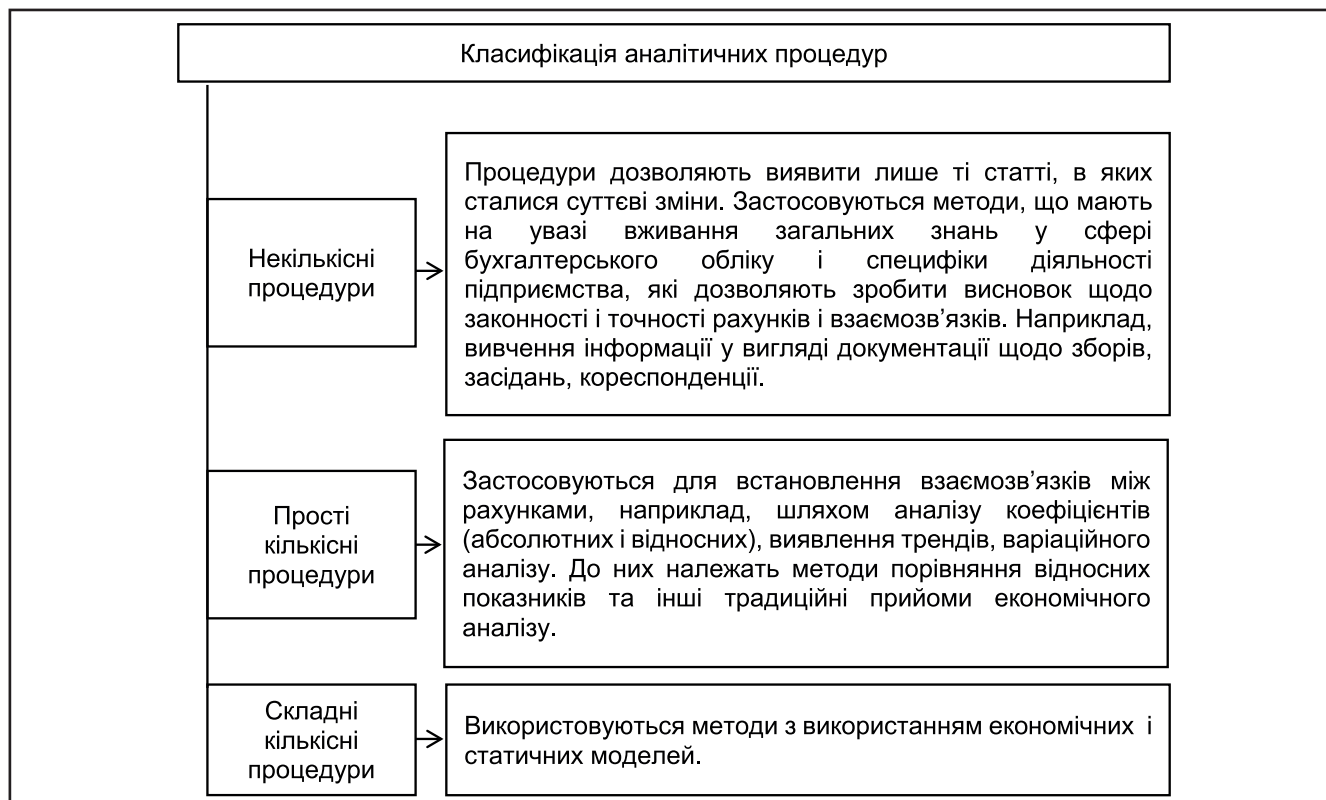 Класифікація аналітичних процедур
Некількісні
процедури
Процедури дозволяють виявити лише ті статті, в яких
сталися суттєві зміни. Застосовуються методи, що мають
на увазі вживання загальних знань у сфері
бухгалтерського обліку і специфіки діяльності
підприємства, які дозволяють зробити висновок щодо
законності і точності рахунків і взаємозв’язків. Наприклад,
вивчення інформації у вигляді документації щодо зборів,
засідань, кореспонденції.
Прості
кількісні
процедури
Застосовуються для встановлення взаємозв’язків між
рахунками, наприклад, шляхом аналізу коефіцієнтів
(абсолютних і відносних), виявлення трендів, варіаційного
аналізу. До них належать методи порівняння відносних
показників та інші традиційні прийоми економічного
аналізу.
Складні
кількісні
процедури
Використовуються методи з використанням економічних і
статичних моделей.